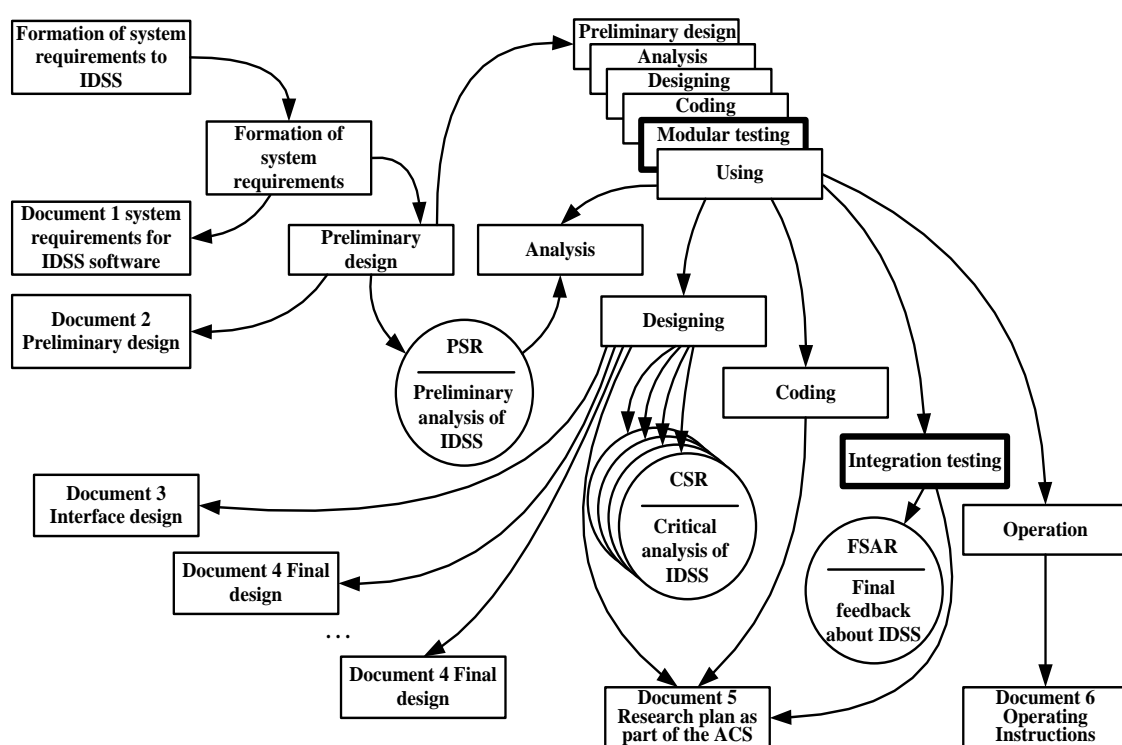 Formation of system
requirements to
IDSS
Preliminary design
Analysis
Designing
Coding
Modular testing
Using
Formation of
system
requirements
Document 1 system
requirements for
IDSS software
Preliminary
design
Analysis
Document 2
Preliminary design
Designing
PSR
Preliminary
analysis of
IDSS
Coding
Integration testing
CSR
Critical
analysis of
IDSS
Document 3
Interface design
Operation
FSAR
Final
feedback
about IDSS
Document 4 Final
design
...
Document 4 Final
design
Document 5
Research plan as
part of the ACS
Document 6
Operating
Instructions